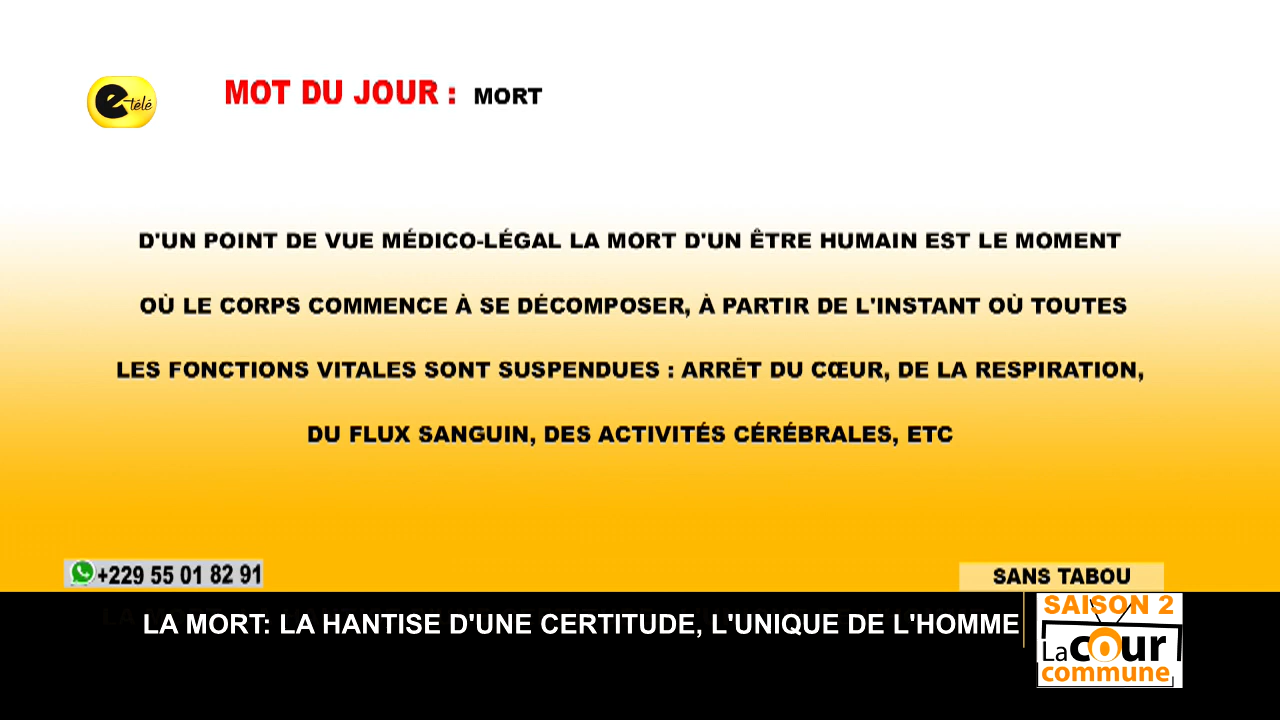 e-télé
MOT DU JOUR : MORT
D'UN POINT DE VUE MÉDICO-LÉGAL LA MORT D'UN ÊTRE HUMAIN EST LE MOMENT
OÙ LE CORPS COMMENCE À SE DÉCOMPOSER, À PARTIR DE L'INSTANT OÙ TOUTES
LES FONCTIONS VITALES SONT SUSPENDUES : ARRÊT DU CŒUR, DE LA RESPIRATION,
DU FLUX SANGUIN, DES ACTIVITÉS CÉRÉBRALES, ETC
+229 55 01 82 91
SANS TABOU
LA MORT: LA HANTISE D'UNE CERTITUDE, L'UNIQUE DE L'HOMME
SAISON 2
La cour
commune